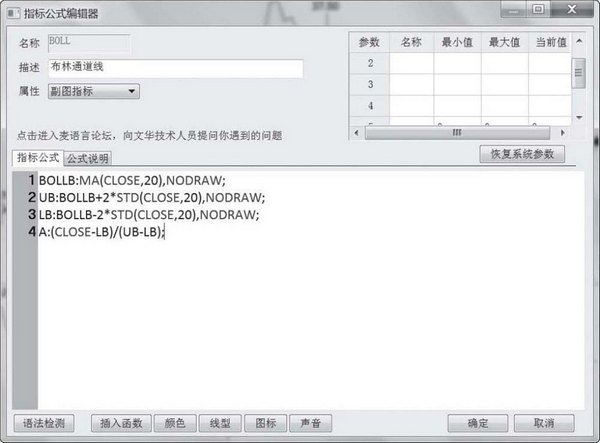 37.50
指标公式编辑器
名称 BOLL
描述 布林通道线
属性 副图指标
参数 名称 最小值 最大值 当前值
2
3
4
点击进入麦语言论坛，向文华技术人员提问你遇到的问题
恢复系统参数
指标公式 公式说明
1 BOLLB:MA(CLOSE,20),NODRAW;
2 UB:BOLLB+2*STD(CLOSE,20),NODRAW;
3 LB:BOLLB-2*STD(CLOSE,20),NODRAW;
4 A:(CLOSE-LB)/(UB-LB);
语法检测 插入函数 颜色 线型 图标 声音 确定 取消